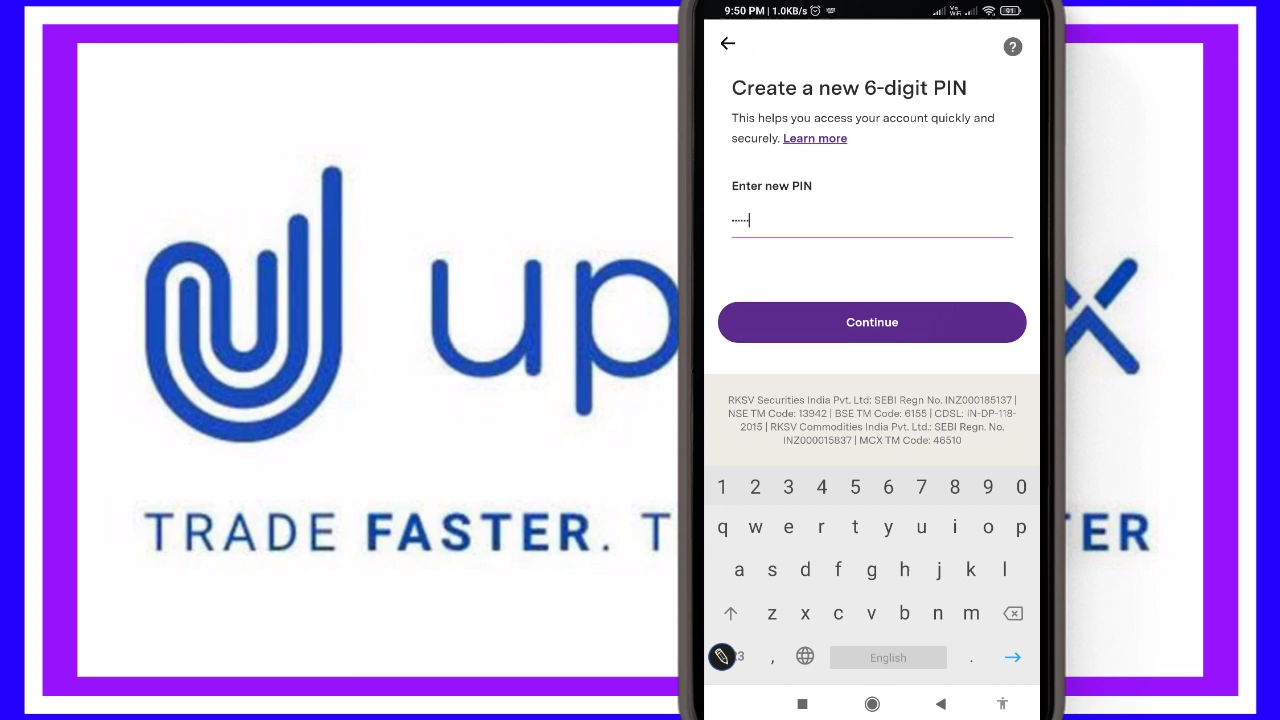 up
x
TRADE FASTER. T
ER
9:50 PM | 1.0KB/s
91
?
Create a new 6-digit PIN
This helps you access your account quickly and
securely. Learn more
Enter new PIN
······
Continue
RKSV Securities India Pvt. Ltd: SEBI Regn No. INZ000185137 |
NSE TM Code: 13942 | BSE TM Code: 6155 | CDSL: IN-DP-118-
2015 | RKSV Commodities India Pvt. Ltd.: SEBI Regn. No.
INZ000015837 | MCX TM Code: 46510
1 2 3 4 5 6 7 8 9 0
q w e r t y u i o p
a s d f g h j k l
z x c v b n m
3 , English .